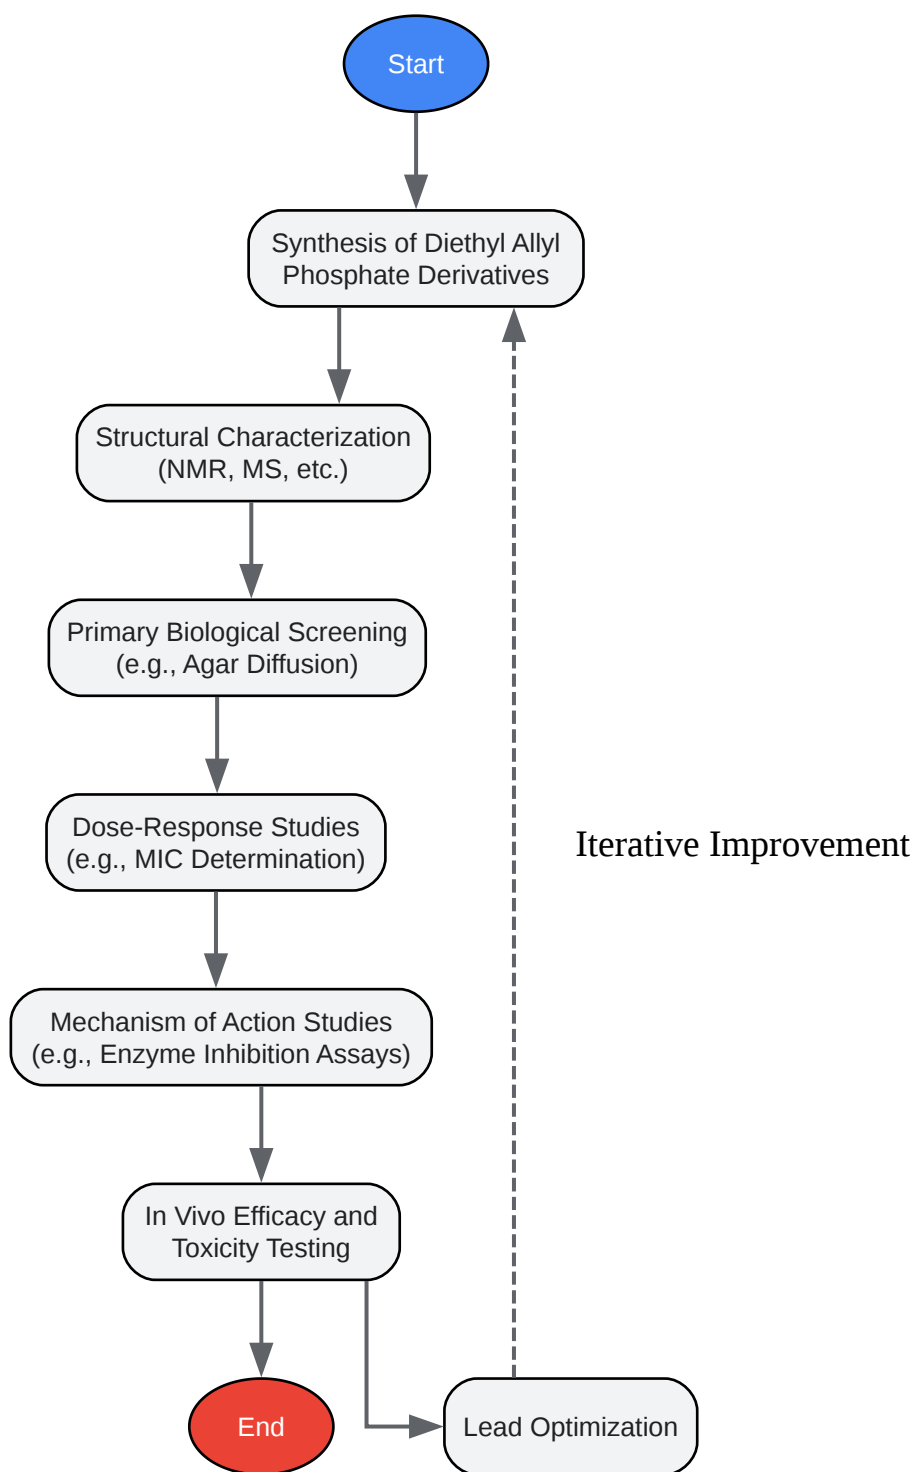 Start
Synthesis of Diethyl Allyl
Phosphate Derivatives
Structural Characterization
(NMR, MS, etc.)
Primary Biological Screening
(e.g., Agar Diffusion)
Dose-Response Studies
(e.g., MIC Determination)
Iterative Improvement
Mechanism of Action Studies
(e.g., Enzyme Inhibition Assays)
In Vivo Efficacy and
Toxicity Testing
End
Lead Optimization